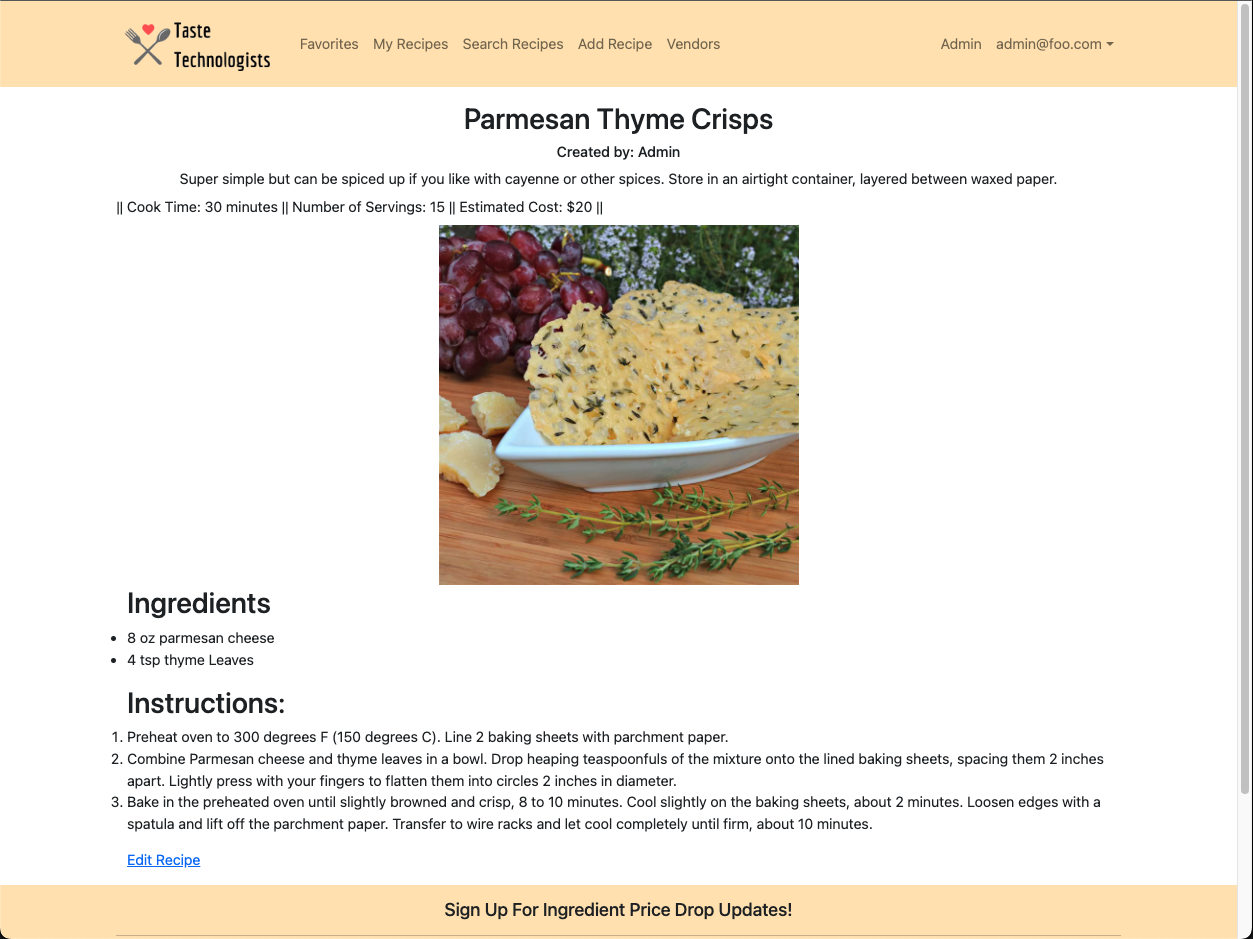 Taste
Technologists
Favorites My Recipes Search Recipes Add Recipe Vendors Admin admin@foo.com
Parmesan Thyme Crisps
Created by: Admin
Super simple but can be spiced up if you like with cayenne or other spices. Store in an airtight container, layered between waxed paper.
|| Cook Time: 30 minutes || Number of Servings: 15 || Estimated Cost: $20 ||
Ingredients
• 8 oz parmesan cheese
• 4 tsp thyme Leaves
Instructions:
1. Preheat oven to 300 degrees F (150 degrees C). Line 2 baking sheets with parchment paper.
2. Combine Parmesan cheese and thyme leaves in a bowl. Drop heaping teaspoonfuls of the mixture onto the lined baking sheets, spacing them 2 inches
apart. Lightly press with your fingers to flatten them into circles 2 inches in diameter.
3. Bake in the preheated oven until slightly browned and crisp, 8 to 10 minutes. Cool slightly on the baking sheets, about 2 minutes. Loosen edges with a
spatula and lift off the parchment paper. Transfer to wire racks and let cool completely until firm, about 10 minutes.
Edit Recipe
Sign Up For Ingredient Price Drop Updates!